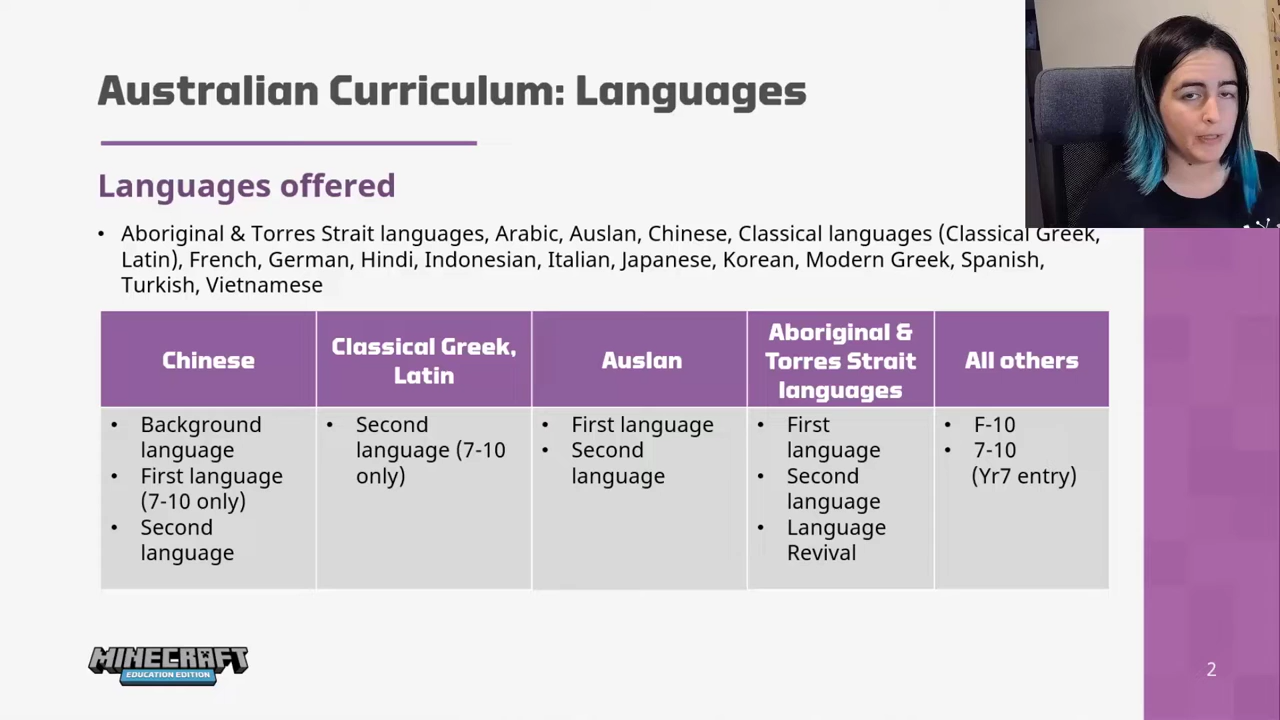 Australian Curriculum: Languages
Languages offered
• Aboriginal & Torres Strait languages, Arabic, Auslan, Chinese, Classical languages (Classical Greek,
Latin), French, German, Hindi, Indonesian, Italian, Japanese, Korean, Modern Greek, Spanish,
Turkish, Vietnamese
Chinese
• Background
language
• First language
(7-10 only)
• Second
language
Classical Greek,
Latin
• Second
language (7-10
only)
Auslan
• First language
• Second
language
Aboriginal &
Torres Strait
languages
• First
language
• Second
language
• Language
Revival
All others
• F-10
• 7-10
(Yr7 entry)
MINECRAFT
EDUCATION EDITION
2